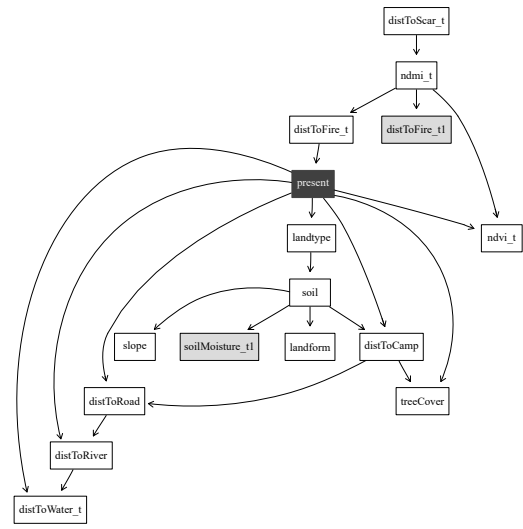 distToScar_t
ndmi_t
distToFire_t
distToFire_t1
present
landtype
ndvi_t
soil
slope
soilMoisture_t1
landform
distToCamp
distToRoad
treeCover
distToRiver
distToWater_t